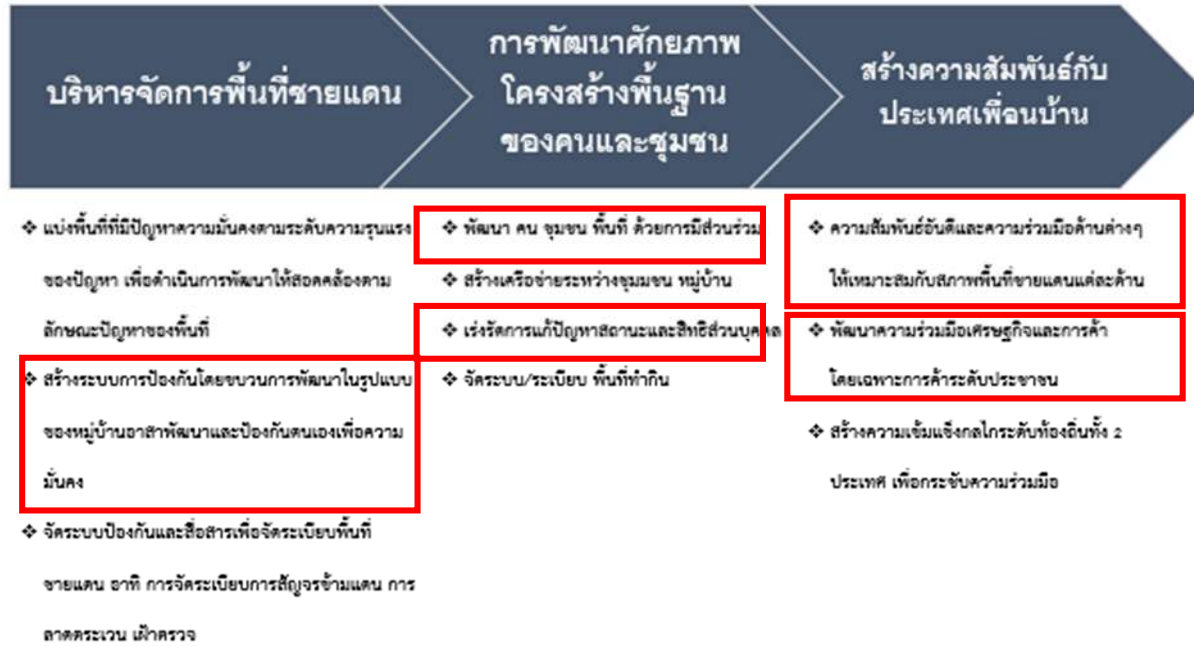 บริหารจัดการพื้นที่ชายแดน
การพัฒนาศักยภาพ
โครงสร้างพื้นฐาน
ของคนและชุมชน
สร้างความสัมพันธ์กับ
ประเทศเพื่อนบ้าน
❖ แบ่งพื้นที่ที่มีปัญหาความมั่นคงตามระดับความรุนแรง
ของปัญหา เพื่อดำเนินการพัฒนาให้สอดคล้องตาม
ลักษณะปัญหาของพื้นที่
❖ สร้างระบบการป้องกันโดยขบวนการพัฒนาในรูปแบบ
ของหมู่บ้านอาสาพัฒนาและป้องกันตนเองเพื่อความ
มั่นคง
❖ จัดระบบป้องกันและสื่อสารเพื่อจัดระเบียบพื้นที่
ชายแดน อาทิ การจัดระเบียบการสัญจรข้ามแดน การ
ลาดตระเวน เฝ้าตรวจ
❖ พัฒนา คน ชุมชน พื้นที่ ด้วยการมีส่วนร่วม
❖ สร้างเครือข่ายระหว่างชุมมชน หมู่บ้าน
❖ เร่งรัดการแก้ปัญหาสถานะและสิทธิส่วนบุคคล
❖ จัดระบบ/ระเบียบ พื้นที่ทำกิน
❖ ความสัมพันธ์อันดีและความร่วมมือด้านต่างๆ
ให้เหมาะสมกับสภาพพื้นที่ชายแดนแต่ละด้าน
❖ พัฒนาความร่วมมือเศรษฐกิจและการค้า
โดยเฉพาะการค้าระดับประชาชน
❖ สร้างความเข้มแข็งกลไกระดับท้องถิ่นทั้ง 2
ประเทศ เพื่อกระชับความร่วมมือ